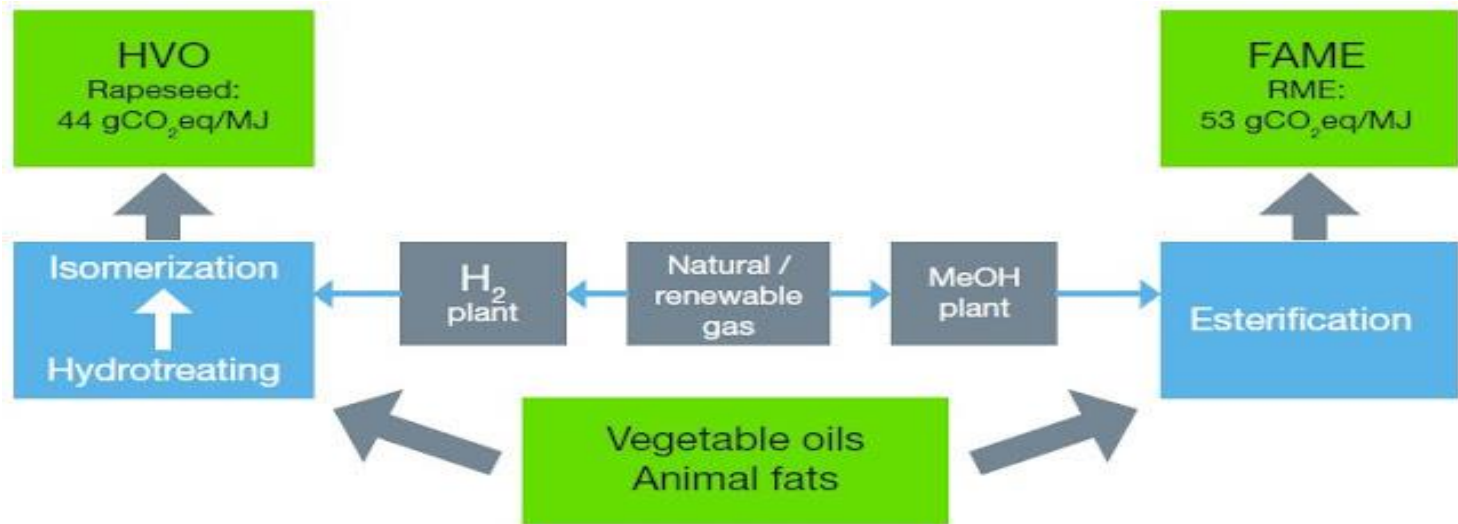 HVO
Rapeseed:
44 gCO₂eq/MJ
FAME
RME:
53 gCO₂eq/MJ
Isomerization
Hydrotreating
H₂
plant
Natural /
renewable
gas
MeOH
plant
Esterification
Vegetable oils
Animal fats